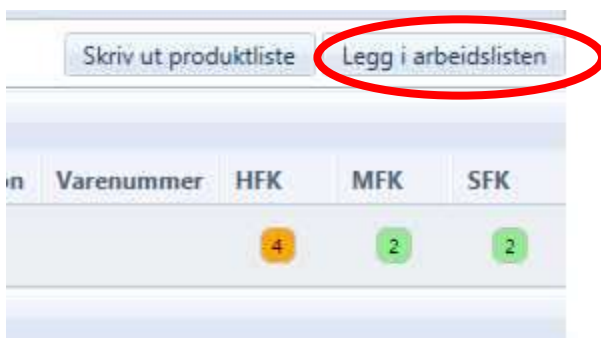 Skriv ut produktliste Legg i arbeidslisten
on Varenummer HFK MFK SFK
4 2 2